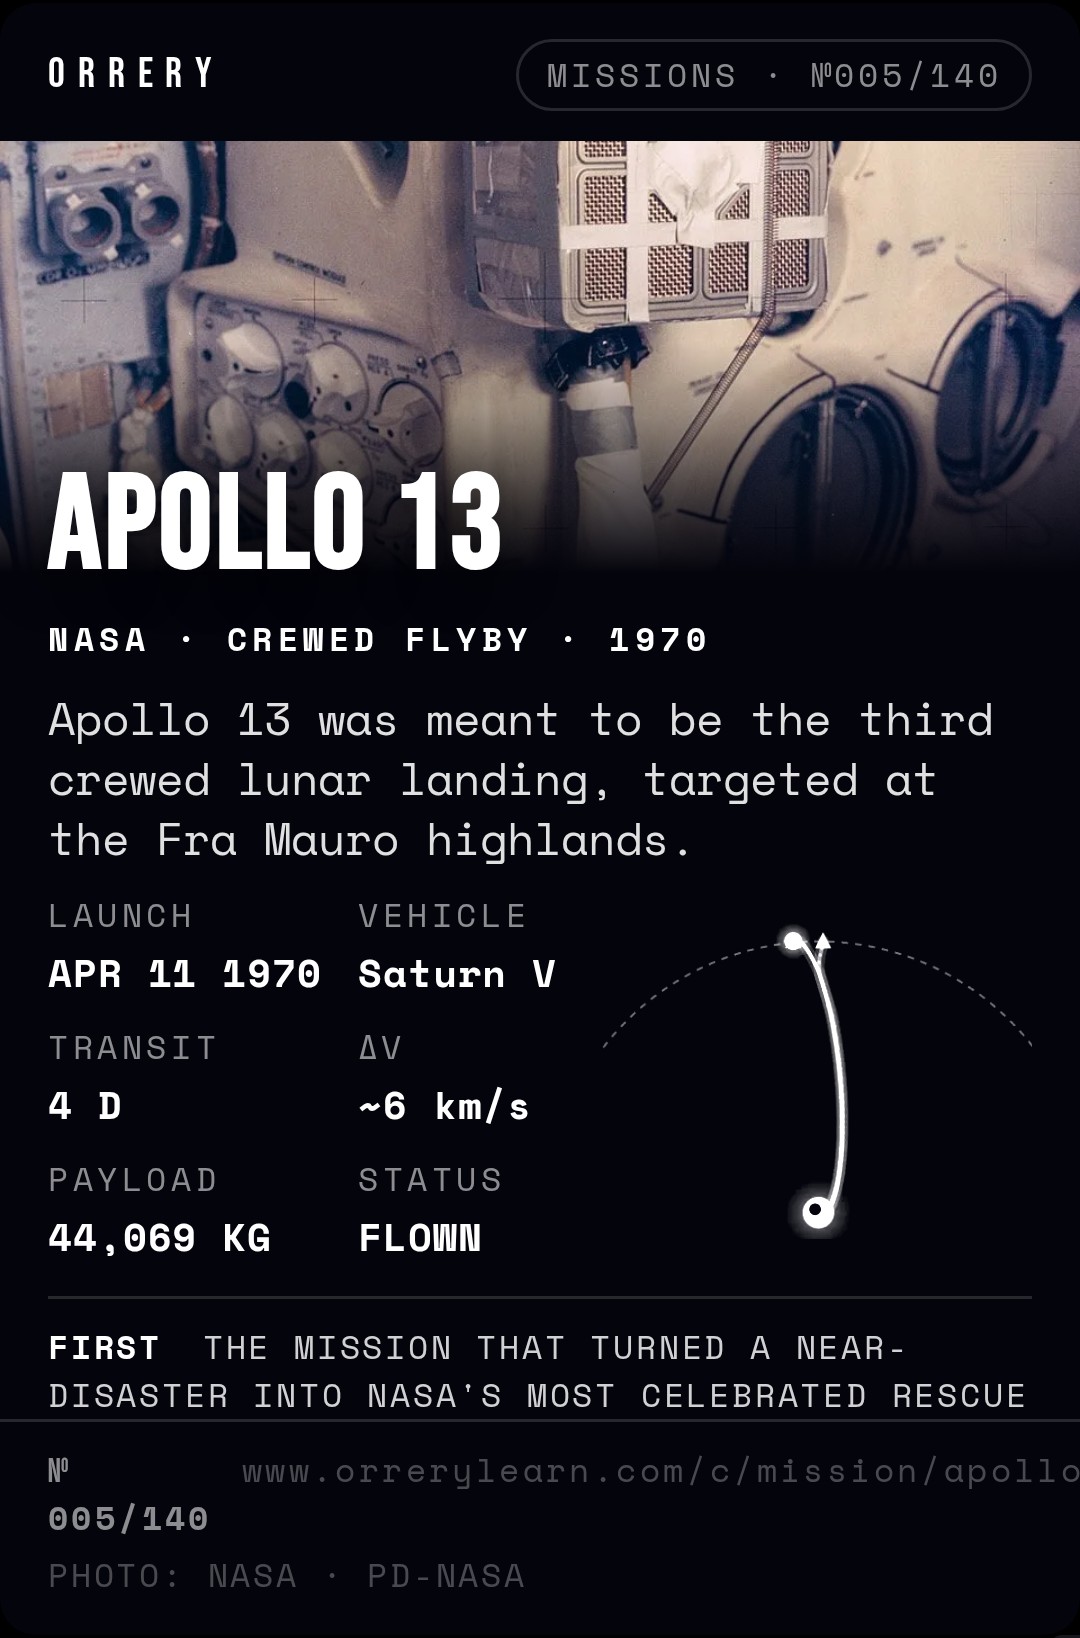 ORRERY
MISSIONS · №005/140
APOLLO 13
NASA · CREWED FLYBY · 1970
Apollo 13 was meant to be the third
crewed lunar landing, targeted at
the Fra Mauro highlands.
LAUNCH VEHICLE
APR 11 1970 Saturn V
TRANSIT ΔV
4 D ~6 km/s
PAYLOAD STATUS
44,069 KG FLOWN
FIRST THE MISSION THAT TURNED A NEAR-
DISASTER INTO NASA'S MOST CELEBRATED RESCUE
№ www.orrerylearn.com/c/mission/apollo
005/140
PHOTO: NASA · PD-NASA